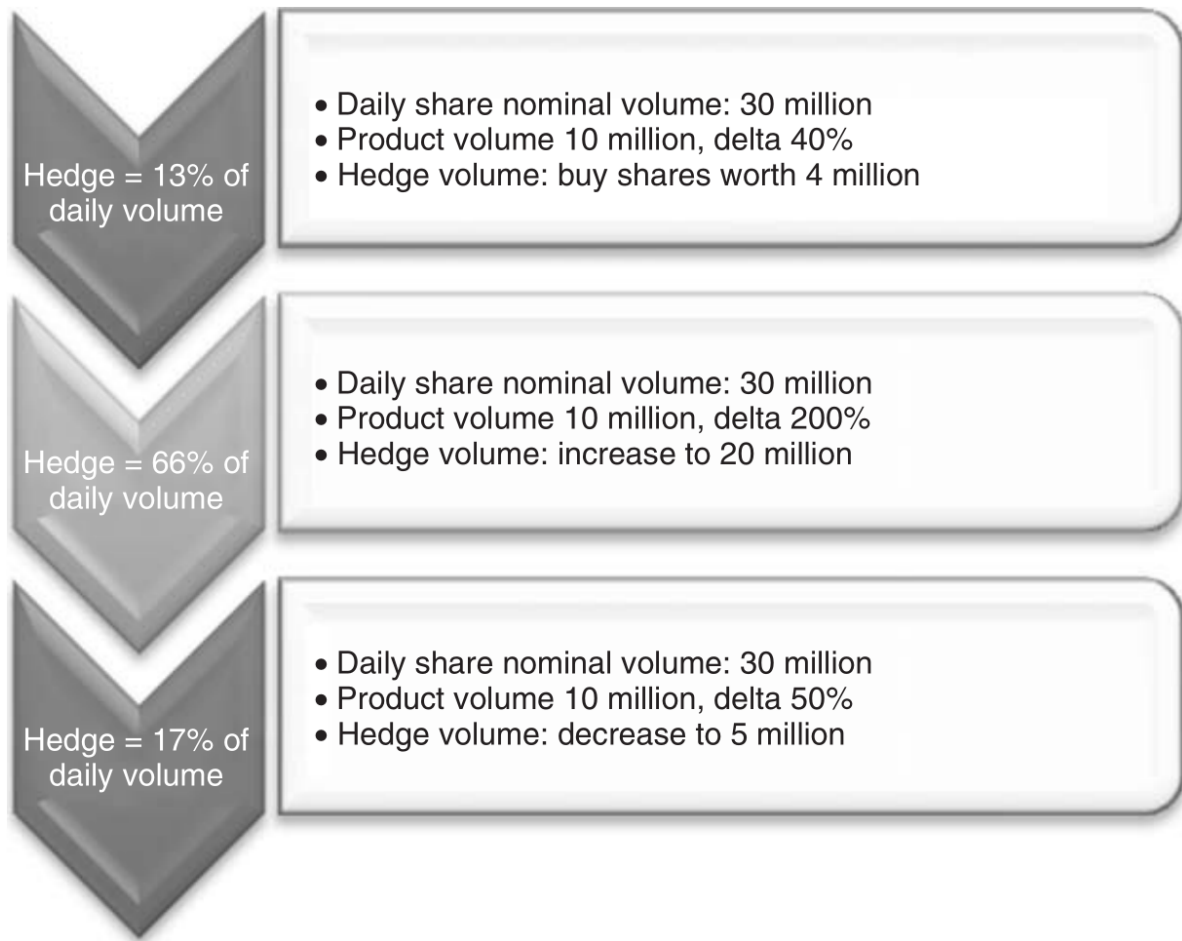 Hedge = 13% of
daily volume
• Daily share nominal volume: 30 million
• Product volume 10 million, delta 40%
• Hedge volume: buy shares worth 4 million
Hedge = 66% of
daily volume
• Daily share nominal volume: 30 million
• Product volume 10 million, delta 200%
• Hedge volume: increase to 20 million
Hedge = 17% of
daily volume
• Daily share nominal volume: 30 million
• Product volume 10 million, delta 50%
• Hedge volume: decrease to 5 million